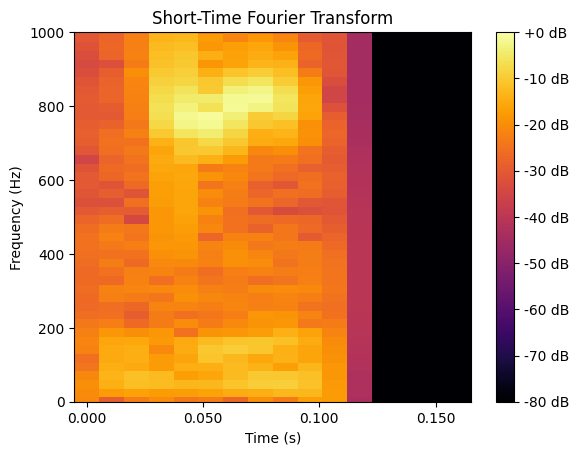 Short-Time Fourier Transform
1000
800
600
400
200
0
Frequency (Hz)
0.000
0.050
0.100
0.150
Time (s)
+0 dB
-10 dB
-20 dB
-30 dB
-40 dB
-50 dB
-60 dB
-70 dB
-80 dB